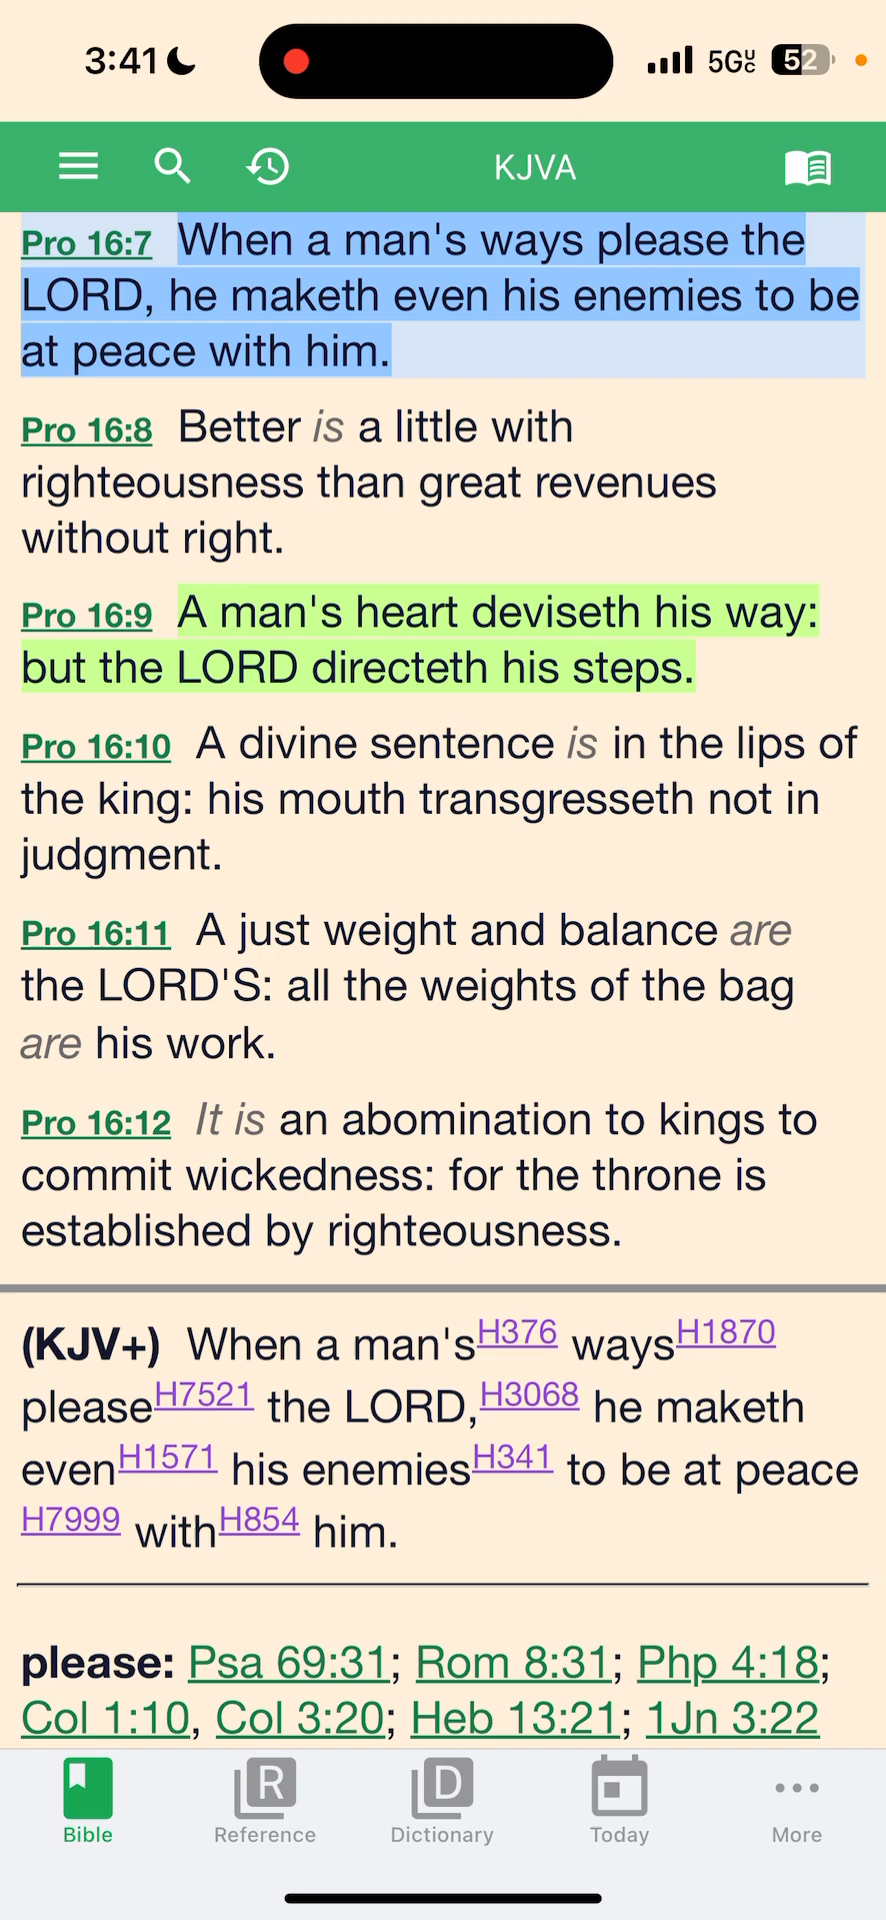 3:41
5GUC
52
KJVA
Pro 16:7 When a man's ways please the
LORD, he maketh even his enemies to be
at peace with him.
Pro 16:8 Better is a little with
righteousness than great revenues
without right.
Pro 16:9 A man's heart deviseth his way:
but the LORD directeth his steps.
Pro 16:10 A divine sentence is in the lips of
the king: his mouth transgresseth not in
judgment.
Pro 16:11 A just weight and balance are
the LORD'S: all the weights of the bag
are his work.
Pro 16:12 It is an abomination to kings to
commit wickedness: for the throne is
established by righteousness.
(KJV+) When a man'sH376 waysH1870
pleaseH7521 the LORD,H3068 he maketh
evenH1571 his enemiesH341 to be at peace
H7999 withH854 him.
please: Psa 69:31; Rom 8:31; Php 4:18;
Col 1:10, Col 3:20; Heb 13:21; 1Jn 3:22
R
D
Bible
Reference
Dictionary
Today
More